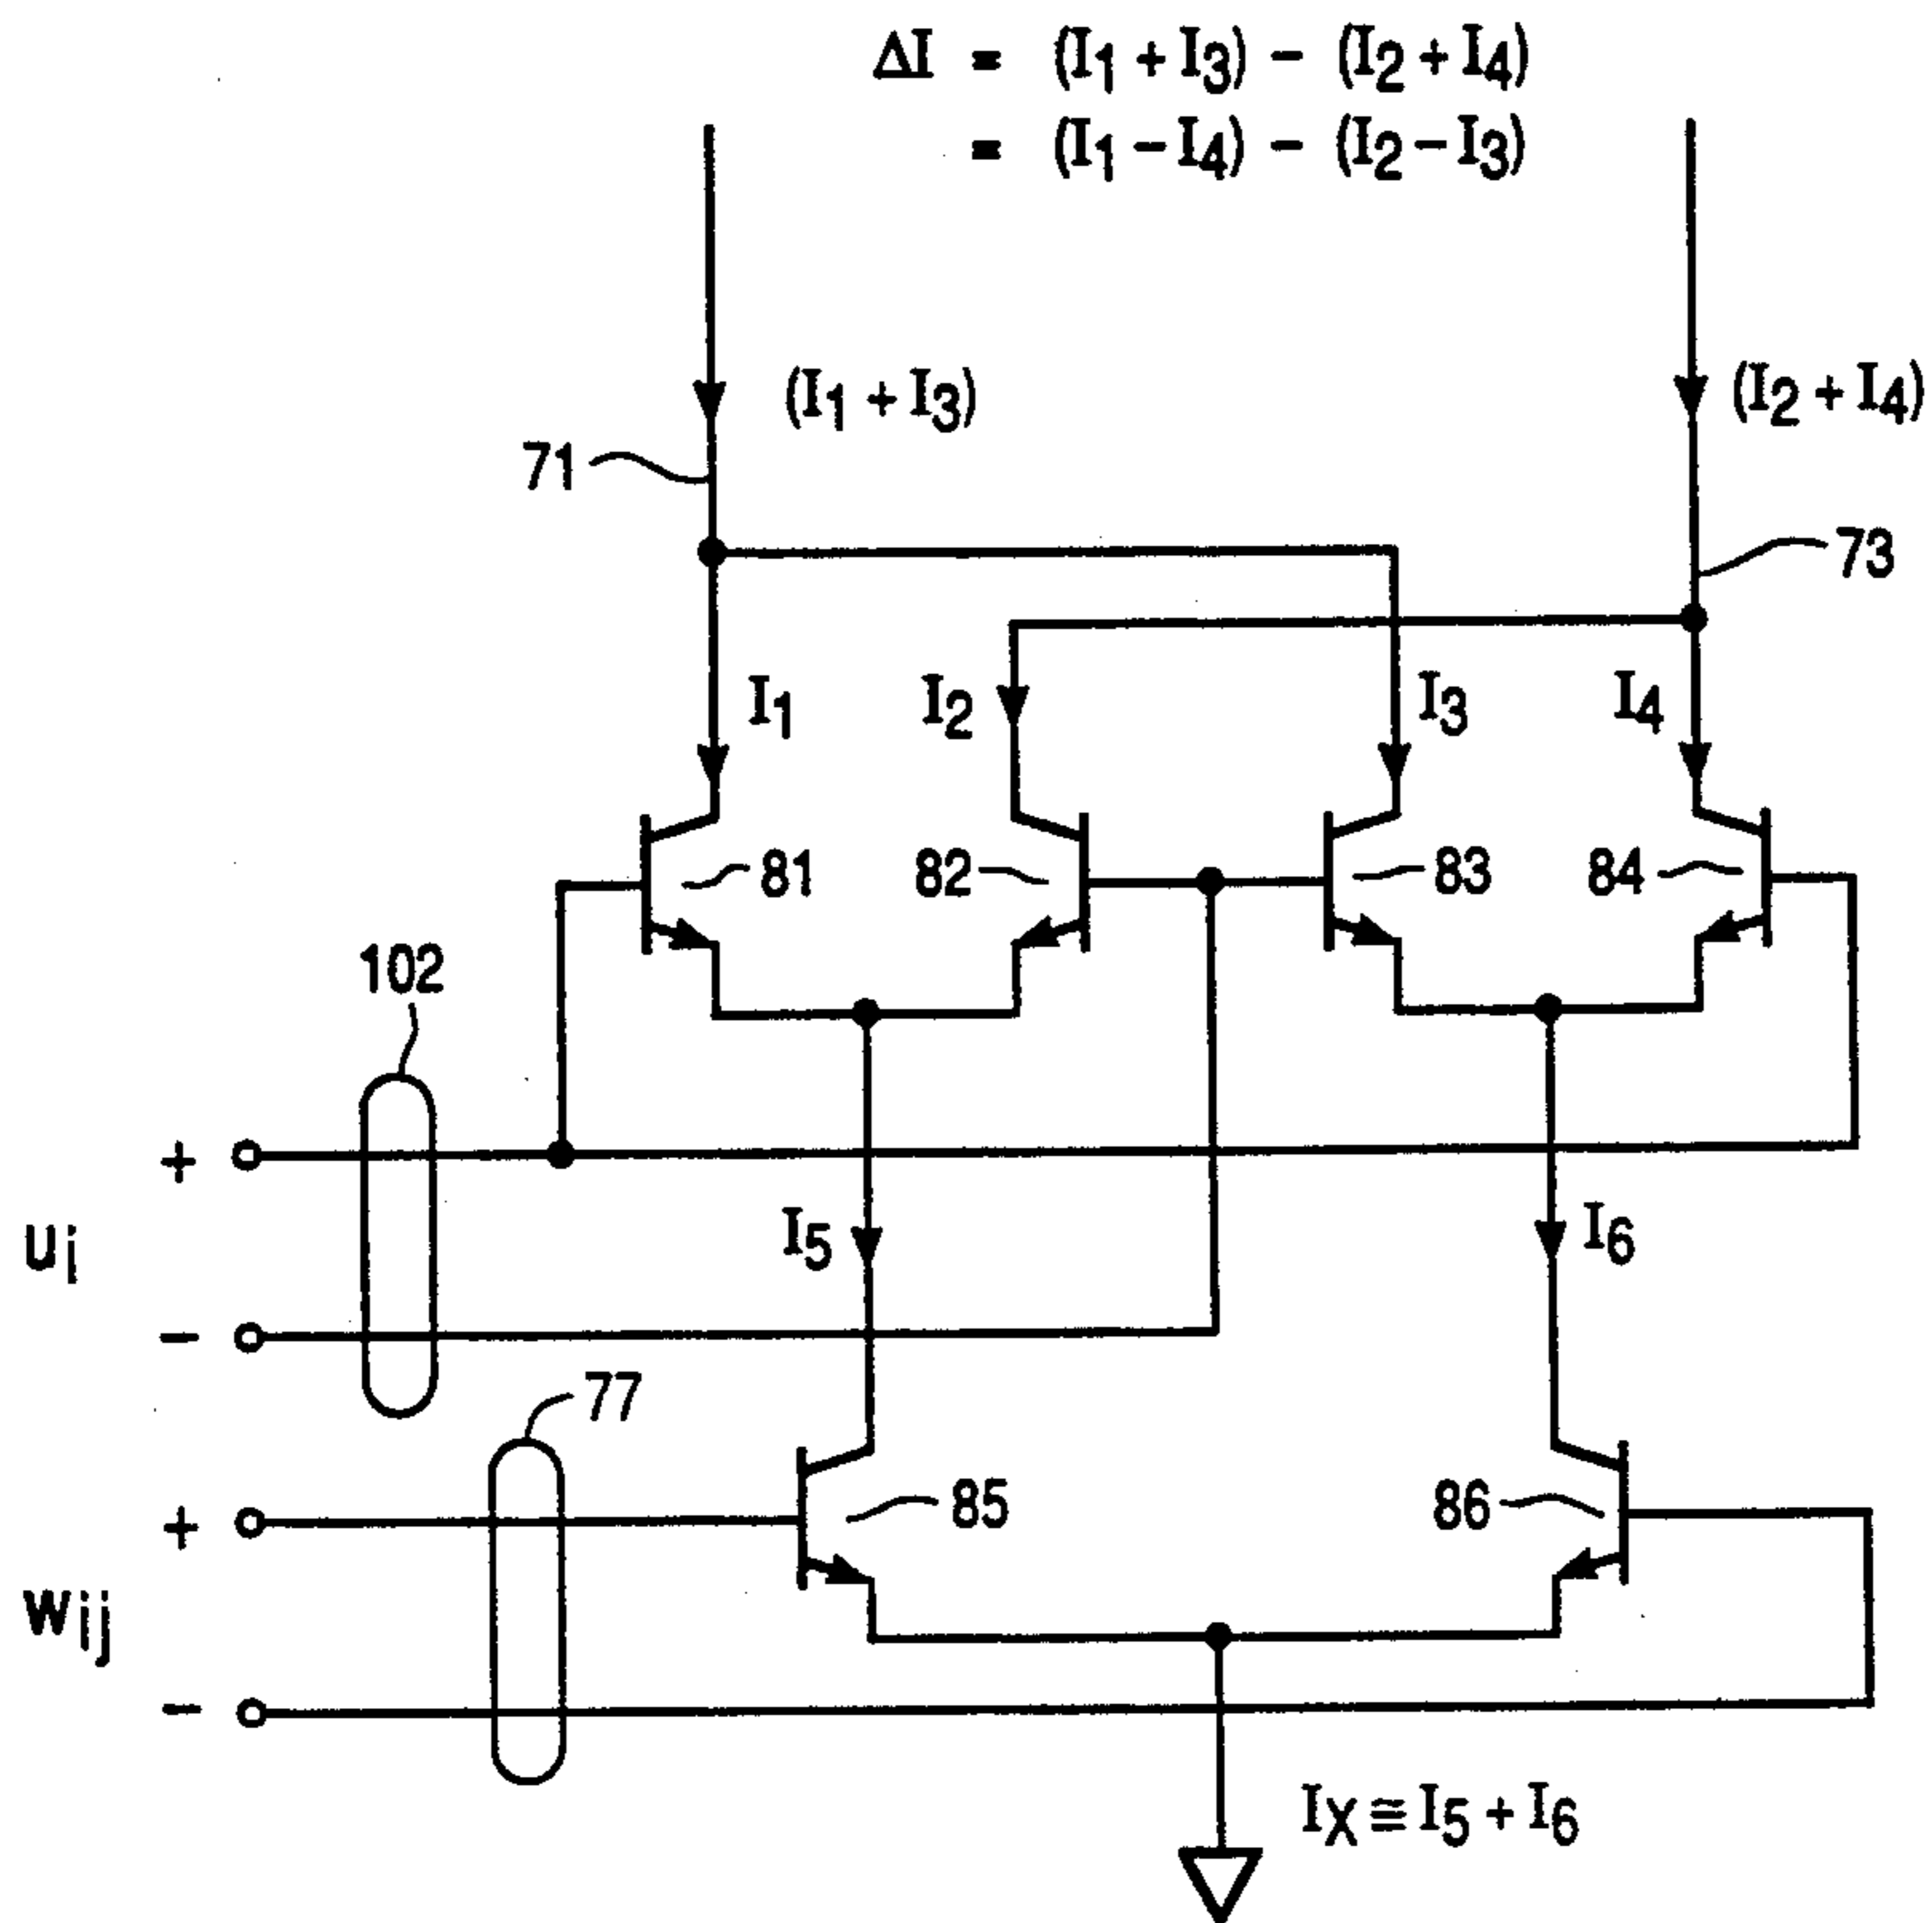 ΔI = (I1 + I3) − (I2 + I4)
= (I1 − I4) − (I2 − I3)
(I1 + I3)
(I2 + I4)
71
73
I1
I2
I3
I4
81
82
83
84
102
+
Ui
−
I5
I6
77
+
Wij
−
85
86
IX ≅ I5 + I6